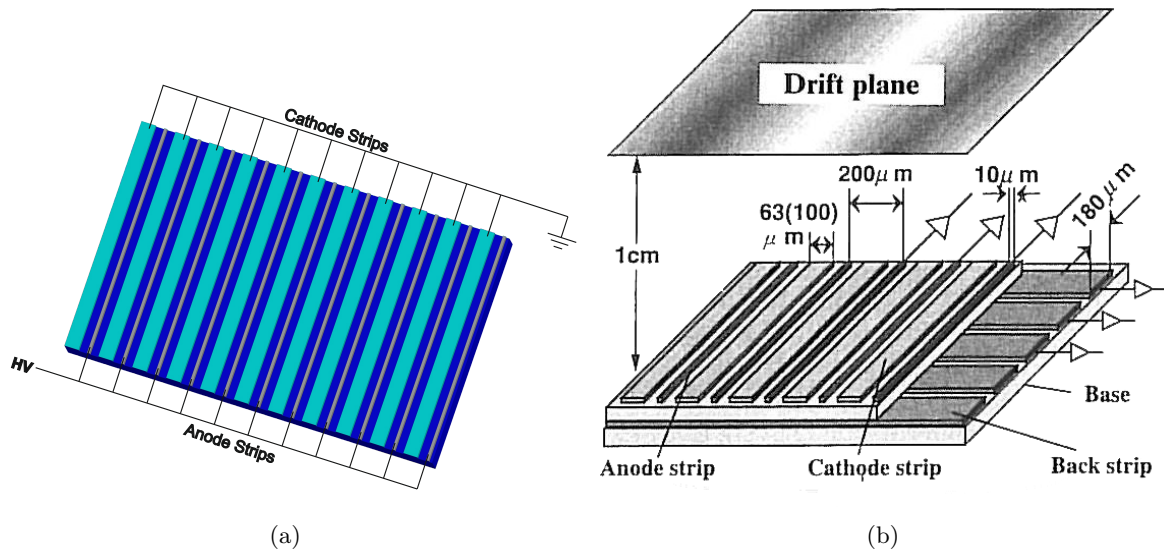 Cathode Strips
HV
Anode Strips
(a)
Drift plane
200μ m
10μ m
180 μ m
63(100)
μ m
1cm
Base
Anode strip
Cathode strip
Back strip
(b)